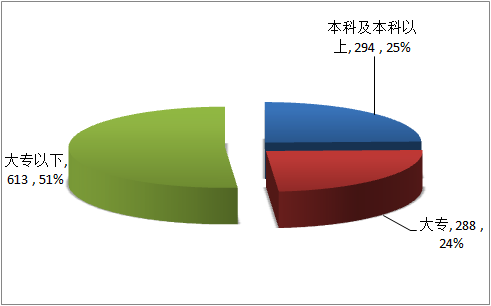 本科及本科以
上, 294 , 25%
大专以下,
613 , 51%
大专, 288 ,
24%